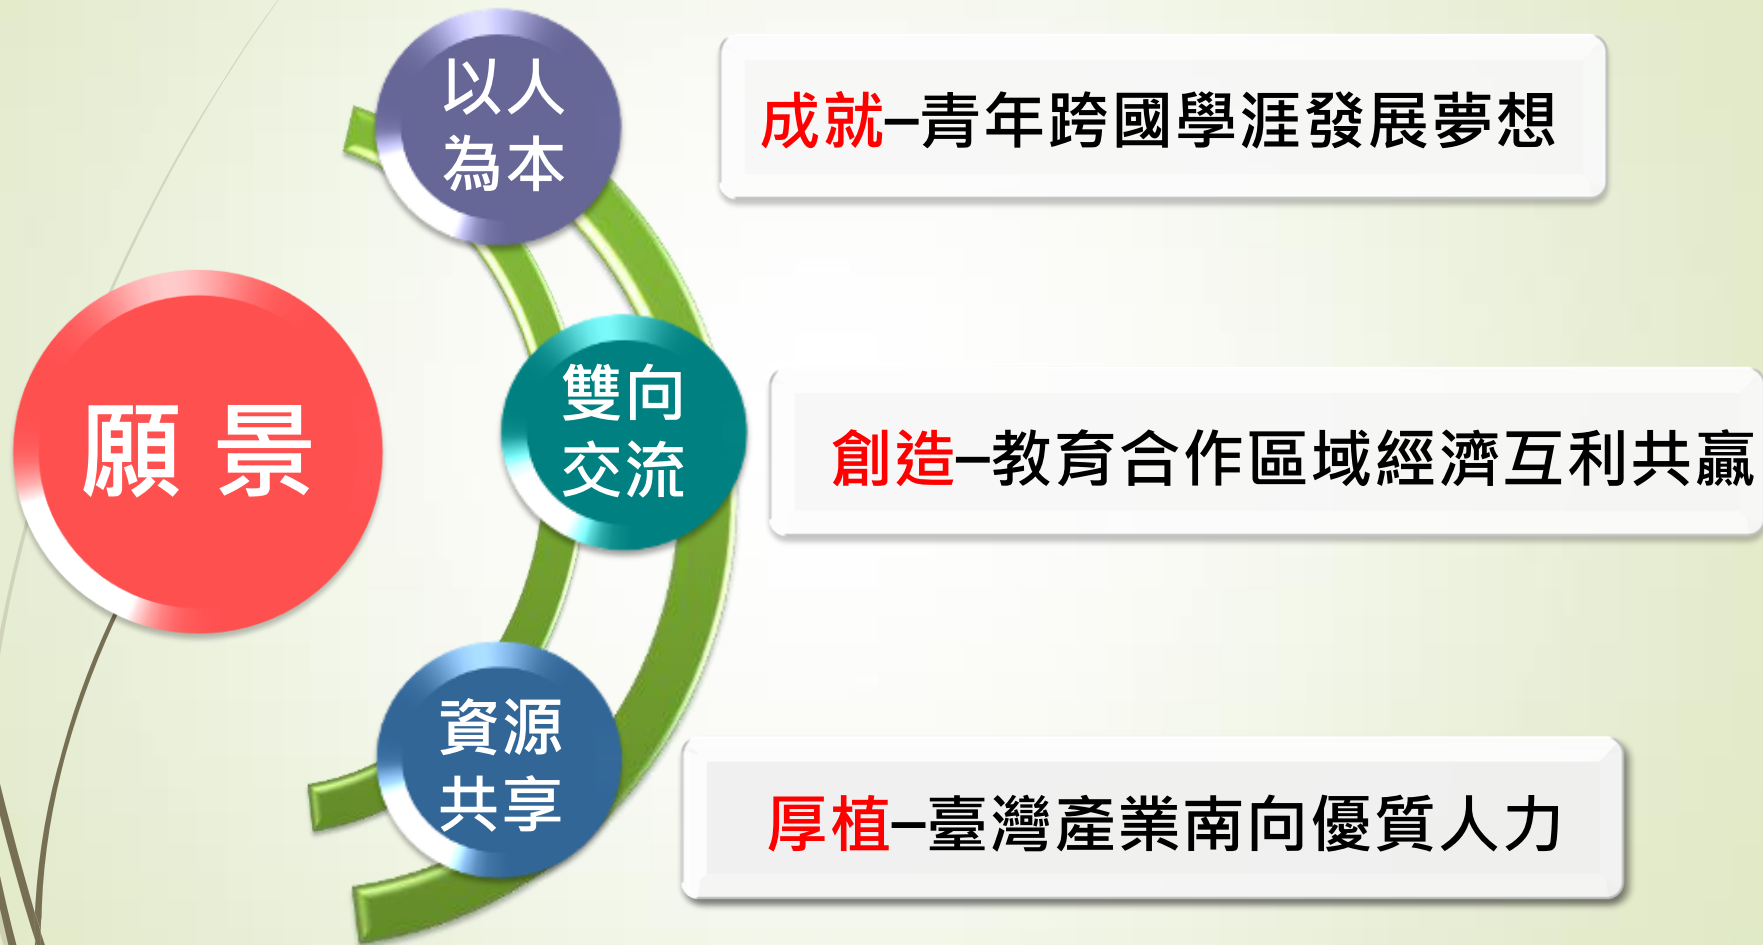 願景
以人
為本
成就–青年跨國學涯發展夢想
雙向
交流
創造–教育合作區域經濟互利共贏
資源
共享
厚植–臺灣產業南向優質人力